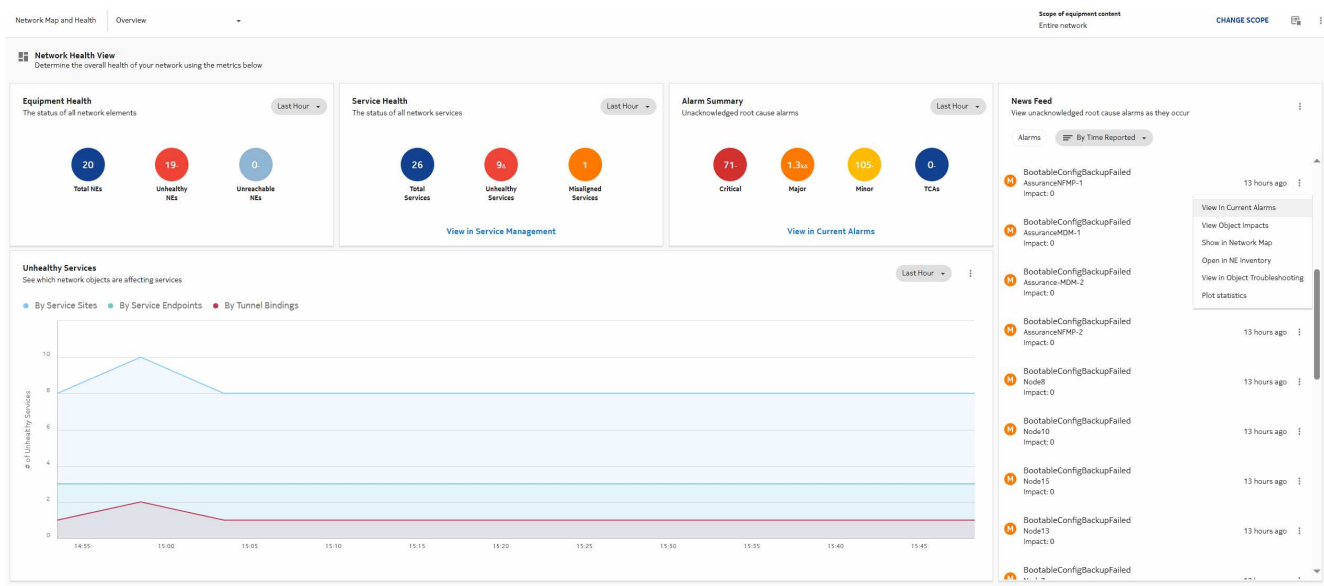 Network Map and Health
Overview
Scope of equipment content
Entire network
CHANGE SCOPE
Network Health View
Determine the overall health of your network using the metrics below
Equipment Health
The status of all network elements
Last Hour
20
19-
0-
Total NEs
Unhealthy
NEs
Unreachable
NEs
Service Health
The status of all network services
Last Hour
26
9
1
Total
Services
Unhealthy
Services
Misaligned
Services
View in Service Management
Alarm Summary
Unacknowledged root cause alarms
Last Hour
71-
1.3k
105-
0-
Critical
Major
Minor
TCAs
View in Current Alarms
Unhealthy Services
See which network objects are affecting services
Last Hour
By Service Sites
By Service Endpoints
By Tunnel Bindings
# of Unhealthy Services
10
8
6
4
2
0
14:55
15:00
15:05
15:10
15:15
15:20
15:25
15:30
15:35
15:40
15:45
News Feed
View unacknowledged root cause alarms as they occur
Alarms
By Time Reported
M
BootableConfigBackupFailed
AssuranceNFMP-1
13 hours ago
Impact: 0
View In Current Alarms
View Object Impacts
Show in Network Map
Open in NE Inventory
View in Object Troubleshooting
Plot statistics
M
BootableConfigBackupFailed
AssuranceMDM-1
Impact: 0
M
BootableConfigBackupFailed
Assurance-MDM-2
Impact: 0
M
BootableConfigBackupFailed
AssuranceNFMP-2
13 hours ago
Impact: 0
M
BootableConfigBackupFailed
Node8
13 hours ago
Impact: 0
M
BootableConfigBackupFailed
Node10
13 hours ago
Impact: 0
M
BootableConfigBackupFailed
Node15
13 hours ago
Impact: 0
M
BootableConfigBackupFailed
Node13
13 hours ago
Impact: 0
BootableConfigBackupFailed